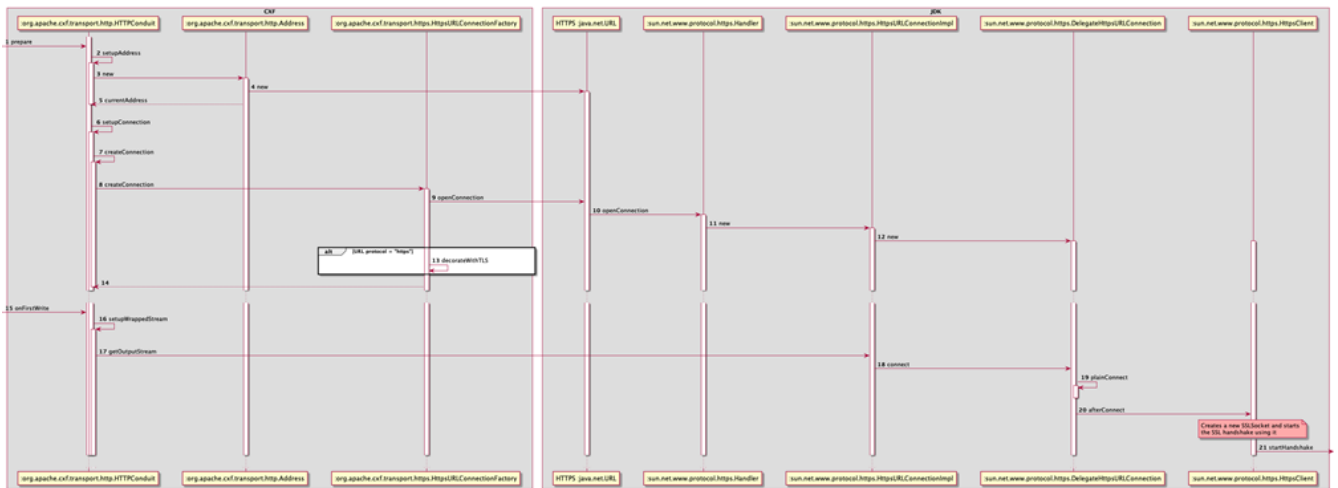 CXF
JDK
:org.apache.cxf.transport.http.HTTPConduit
:org.apache.cxf.transport.http.Address
:org.apache.cxf.transport.https.HttpsURLConnectionFactory
HTTPS :java.net.URL
:sun.net.www.protocol.https.Handler
:sun.net.www.protocol.https.HttpsURLConnectionImpl
:sun.net.www.protocol.https.DelegateHttpsURLConnection
:sun.net.www.protocol.https.HttpsClient
1 prepare
2 setupAddress
3 new
4 new
5 currentAddress
6 setupConnection
7 createConnection
8 createConnection
9 openConnection
10 openConnection
11 new
12 new
alt [URL protocol = "https"]
13 decorateWithTLS
14
15 onFirstWrite
16 setupWrappedStream
17 getOutputStream
18 connect
19 plainConnect
20 afterConnect
Creates a new SSLSocket and starts
the SSL handshake using it
21 startHandshake
:org.apache.cxf.transport.http.HTTPConduit
:org.apache.cxf.transport.http.Address
:org.apache.cxf.transport.https.HttpsURLConnectionFactory
HTTPS :java.net.URL
:sun.net.www.protocol.https.Handler
:sun.net.www.protocol.https.HttpsURLConnectionImpl
:sun.net.www.protocol.https.DelegateHttpsURLConnection
:sun.net.www.protocol.https.HttpsClient